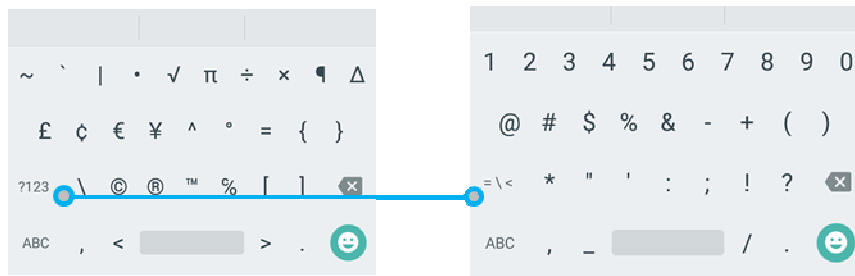 ~ ` | • √ π ÷ × ¶ Δ
£ ¢ € ¥ ^ ° = { }
?123 \ © ® ™ ℅ [ ]
ABC , < > .
1 2 3 4 5 6 7 8 9 0
@ # $ % & - + ( )
=\< * " ' : ; ! ?
ABC , _ / .